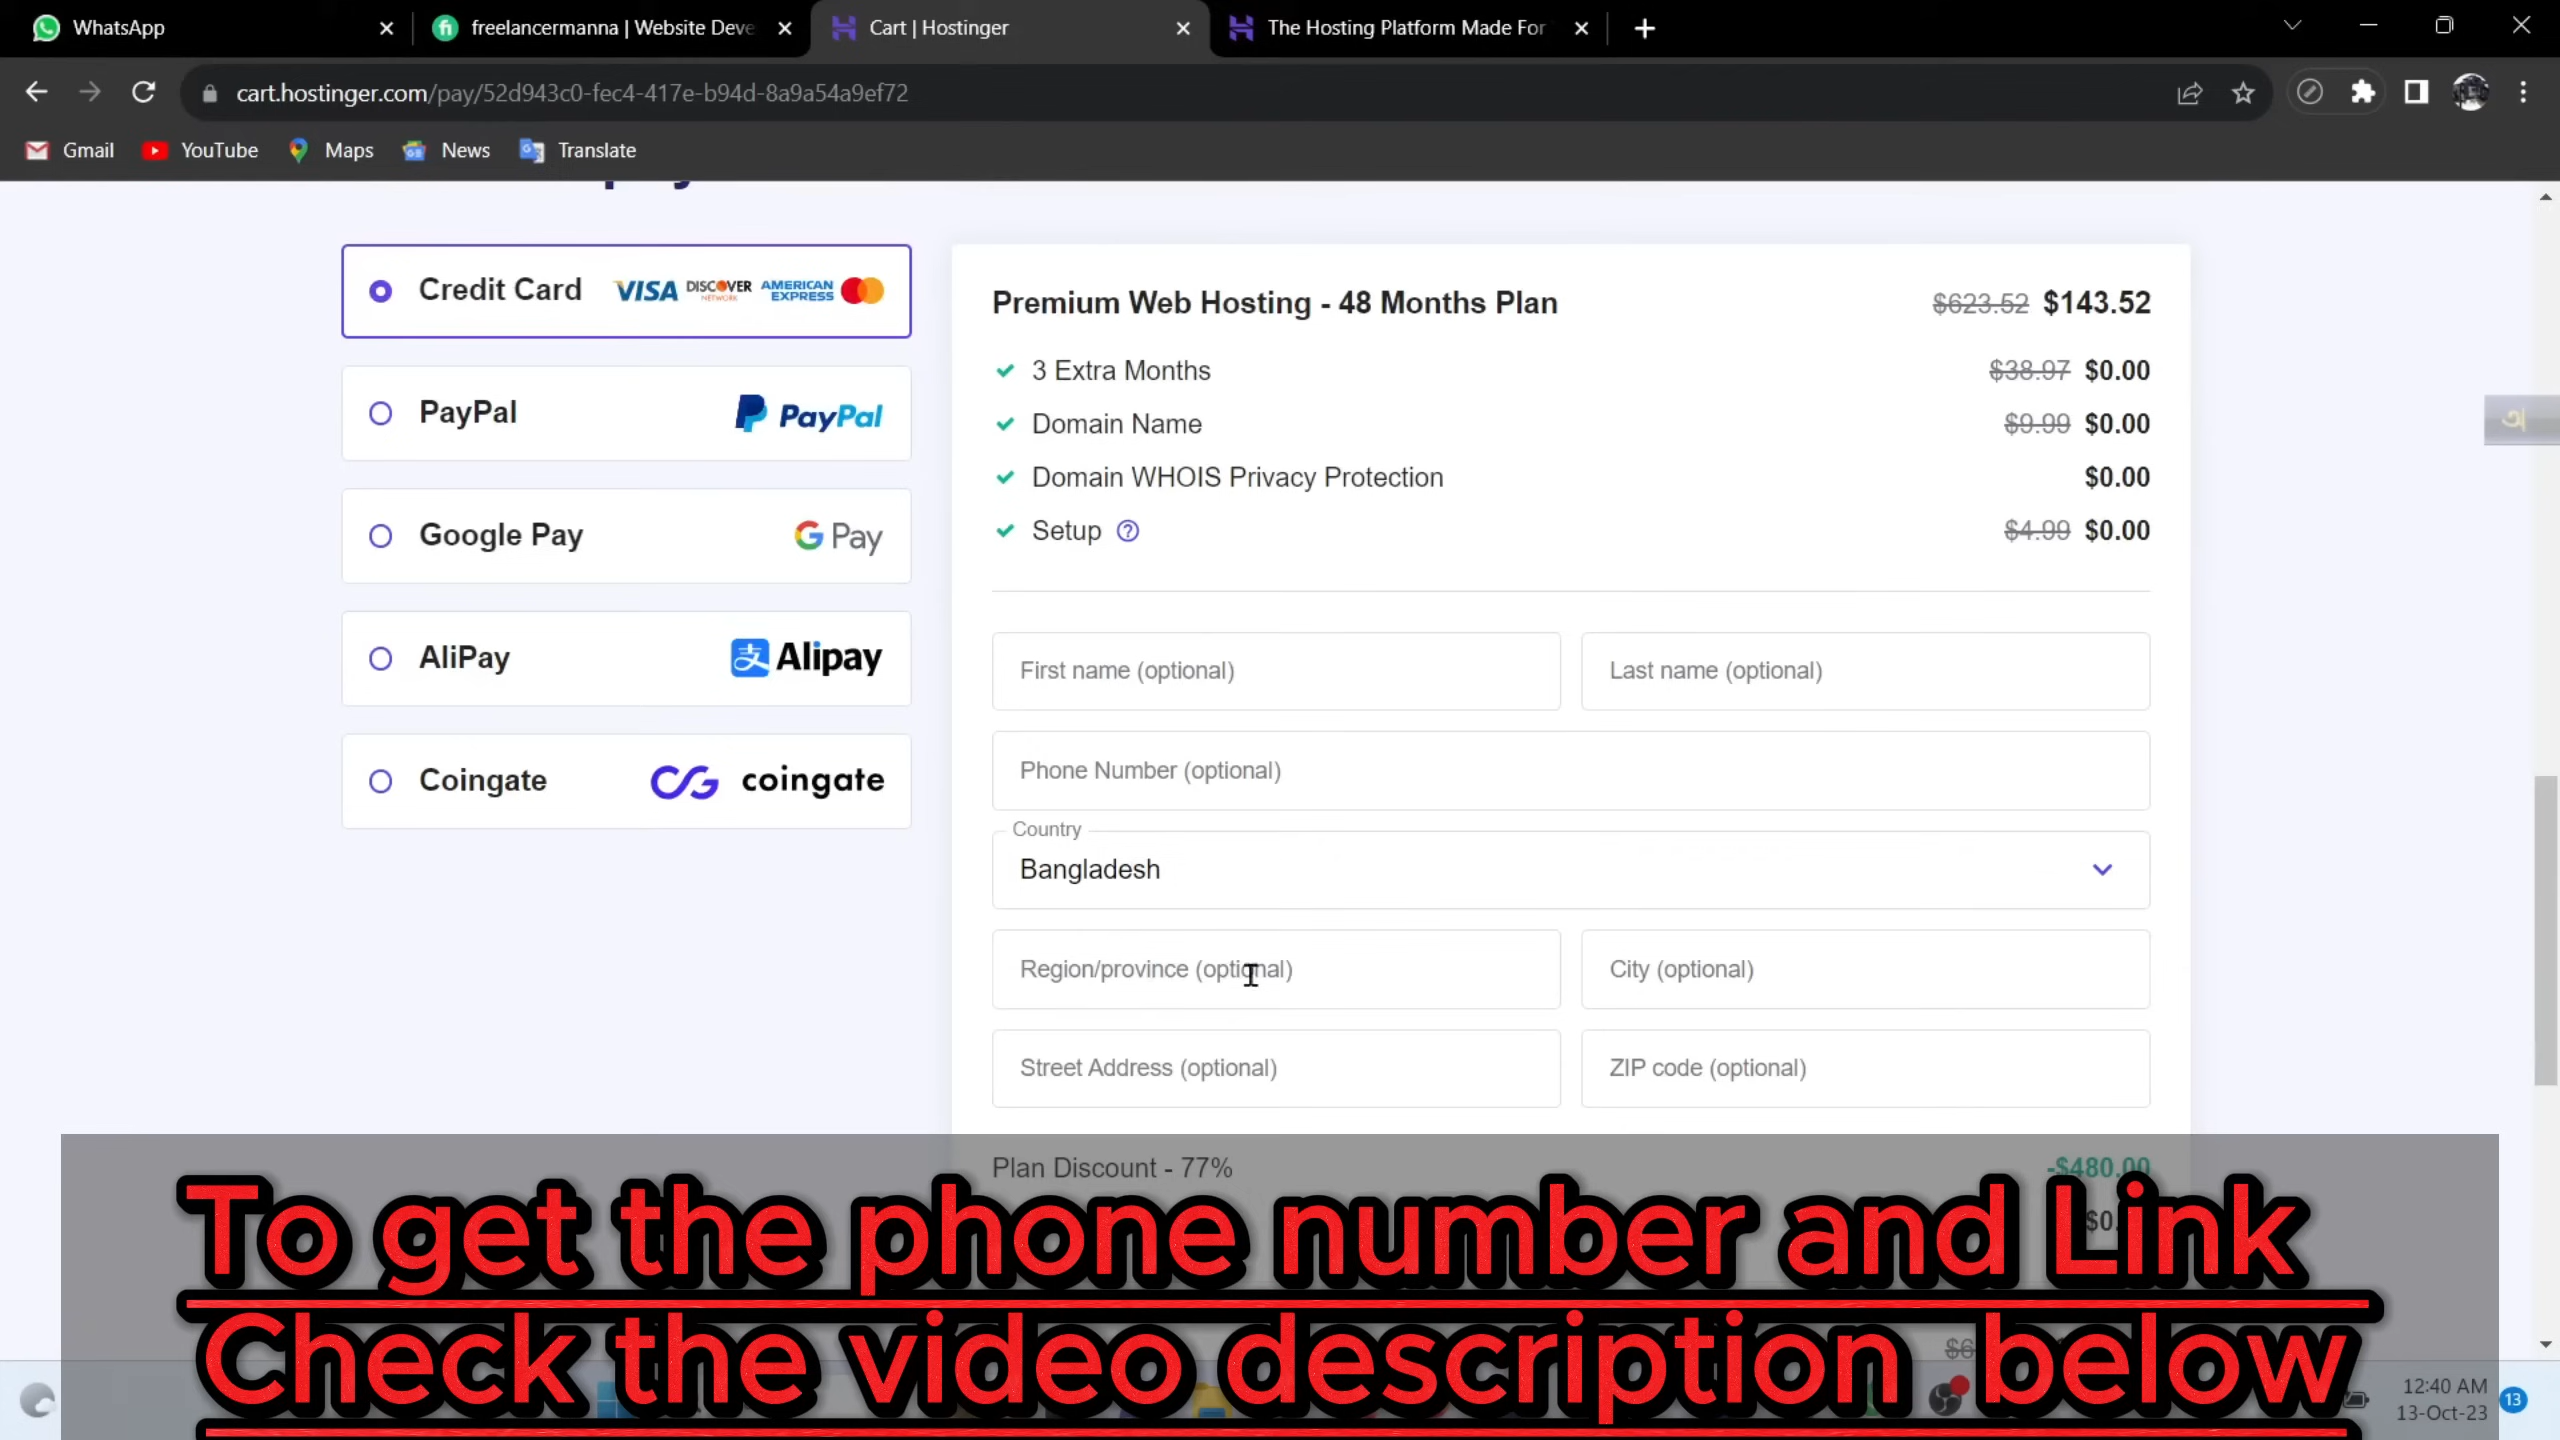 WhatsApp
freelancermanna | Website Deve
Cart | Hostinger
The Hosting Platform Made For
cart.hostinger.com/pay/52d943c0-fec4-417e-b94d-8a9a54a9ef72
Gmail
YouTube
Maps
News
Translate
Credit Card VISA DISCOVER NETWORK AMERICAN EXPRESS
PayPal PayPal
Google Pay G Pay
AliPay 支 Alipay
Coingate CG coingate
Premium Web Hosting - 48 Months Plan $623.52 $143.52
3 Extra Months $38.97 $0.00
Domain Name $9.99 $0.00
Domain WHOIS Privacy Protection $0.00
Setup ? $4.99 $0.00
অ
First name (optional) Last name (optional)
Phone Number (optional)
Country
Bangladesh
Region/province (optional) City (optional)
Street Address (optional) ZIP code (optional)
Plan Discount - 77% -$480.00
To get the phone number and Link
Check the video description below
12:40 AM
13-Oct-23
13